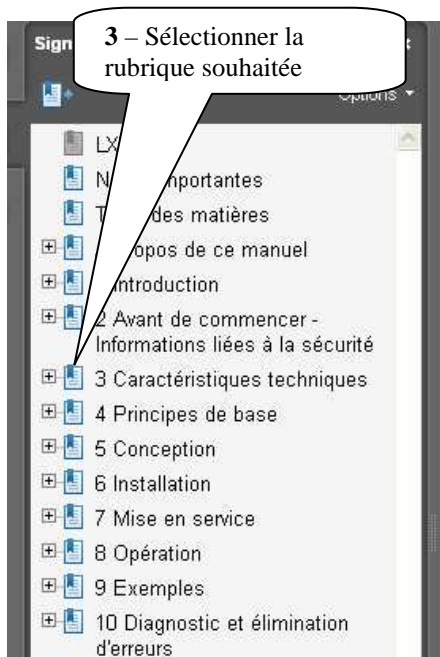 3 – Sélectionner la
rubrique souhaitée
Sign
Options
LX
N mportantes
T des matières
opos de ce manuel
Introduction
2 Avant de commencer -
Informations liées à la sécurité
3 Caractéristiques techniques
4 Principes de base
5 Conception
6 Installation
7 Mise en service
8 Opération
9 Exemples
10 Diagnostic et élimination
d'erreurs